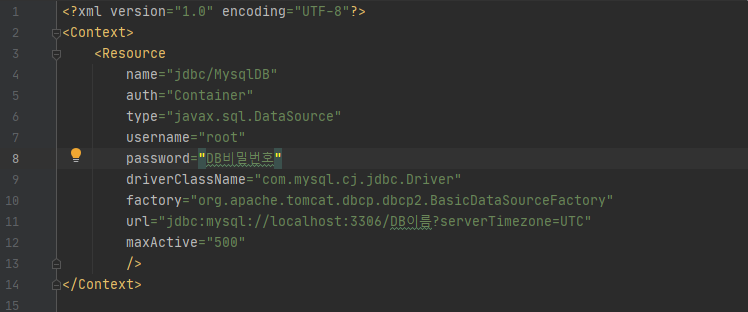 1 <?xml version="1.0" encoding="UTF-8"?>
2 <Context>
3 <Resource
4 name="jdbc/MysqlDB"
5 auth="Container"
6 type="javax.sql.DataSource"
7 username="root"
8 password="DB비밀번호"
9 driverClassName="com.mysql.cj.jdbc.Driver"
10 factory="org.apache.tomcat.dbcp.dbcp2.BasicDataSourceFactory"
11 url="jdbc:mysql://localhost:3306/DB이름?serverTimezone=UTC"
12 maxActive="500"
13 />
14 </Context>
15